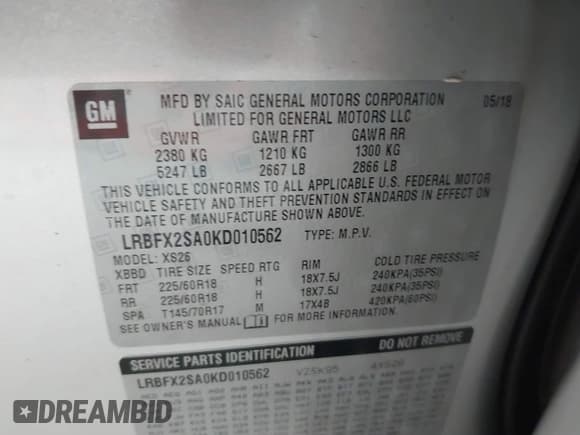 GM
MFD BY SAIC GENERAL MOTORS CORPORATION 05/18
LIMITED FOR GENERAL MOTORS LLC
GVWR GAWR FRT GAWR RR
2380 KG 1210 KG 1300 KG
5247 LB 2667 LB 2866 LB
THIS VEHICLE CONFORMS TO ALL APPLICABLE U.S. FEDERAL MOTOR
VEHICLE SAFETY AND THEFT PREVENTION STANDARDS IN EFFECT ON
THE DATE OF MANUFACTURE SHOWN ABOVE.
LRBFX2SA0KD010562 TYPE: M.P.V.
MODEL: XS26
XBBD TIRE SIZE SPEED RTG RIM COLD TIRE PRESSURE
FRT 225/60R18 H 18X7.5J 240KPA(35PSI)
RR 225/60R18 H 18X7.5J 240KPA(35PSI)
SPA T145/70R17 M 17X4B 420KPA(60PSI)
SEE OWNER'S MANUAL FOR MORE INFORMATION.
SERVICE PARTS IDENTIFICATION DO NOT REMOVE
LRBFX2SA0KD010562 4XS26
DREAMBID